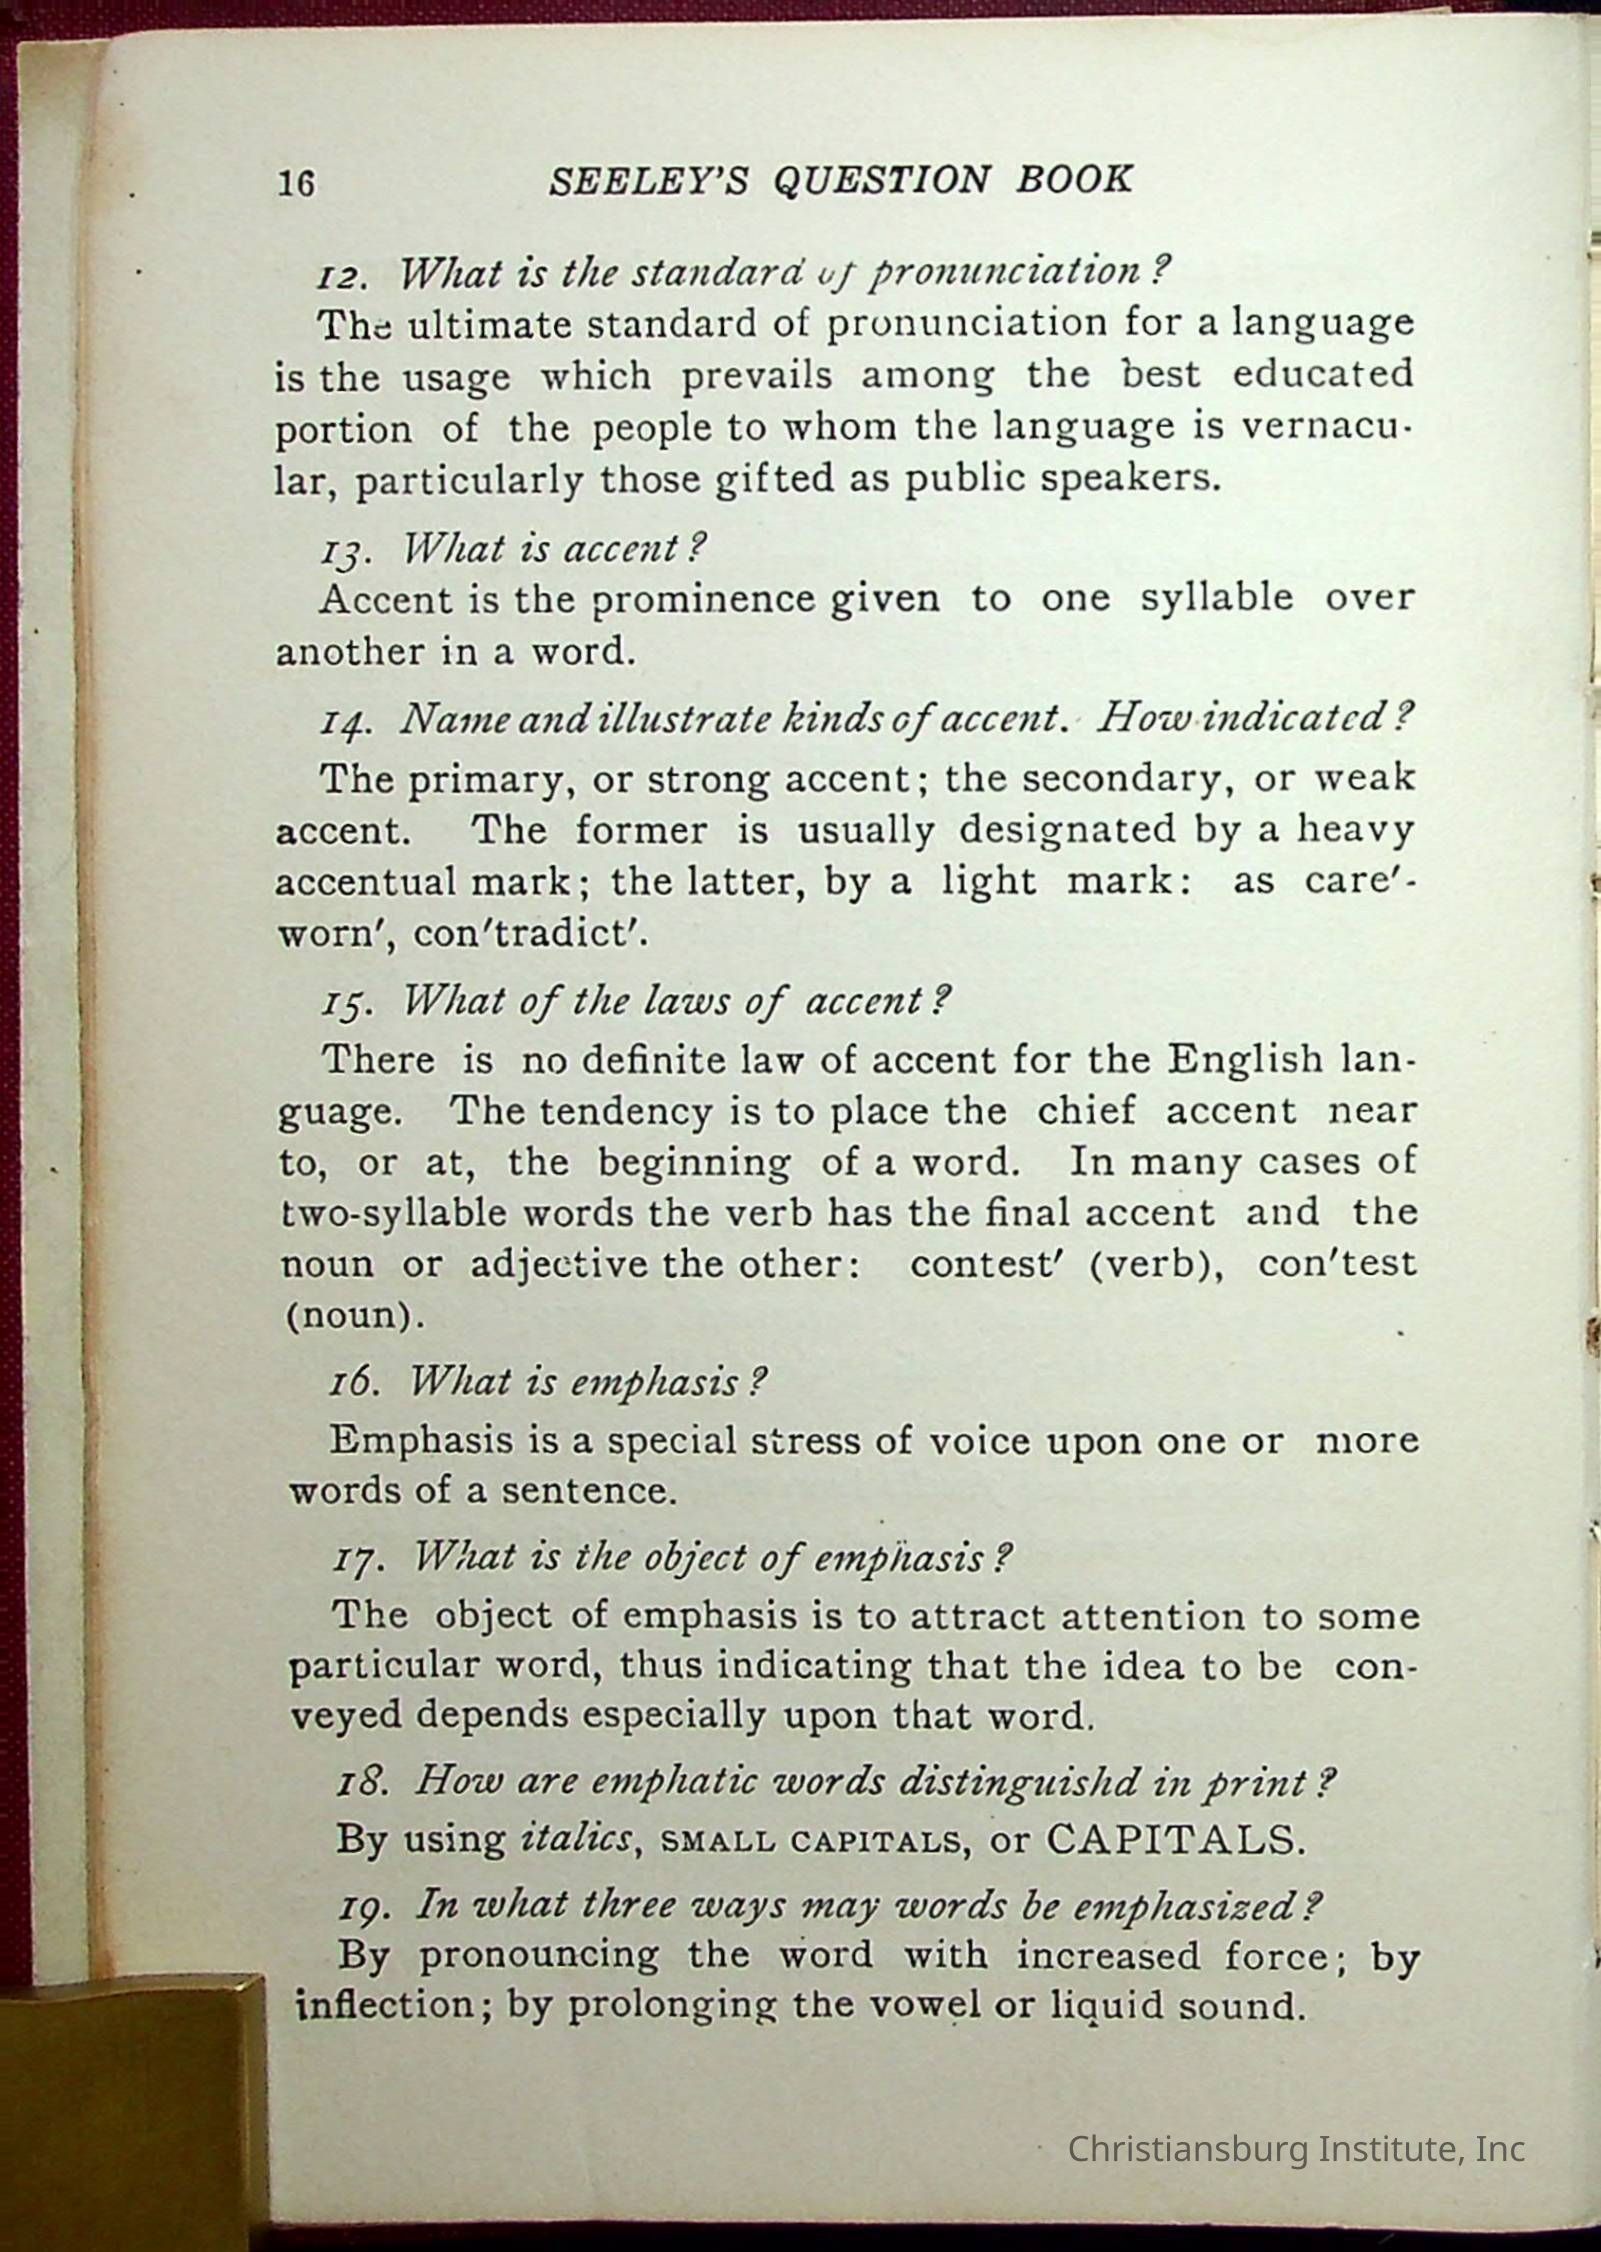 16 SEELEY'S QUESTION BOOK
12. What is the standard of pronunciation?
The ultimate standard of pronunciation for a language
is the usage which prevails among the best educated
portion of the people to whom the language is vernacu-
lar, particularly those gifted as public speakers.
13. What is accent?
Accent is the prominence given to one syllable over
another in a word.
14. Name and illustrate kinds of accent. How indicated?
The primary, or strong accent; the secondary, or weak
accent. The former is usually designated by a heavy
accentual mark; the latter, by a light mark: as care′-
worn′, con′tradict′.
15. What of the laws of accent?
There is no definite law of accent for the English lan-
guage. The tendency is to place the chief accent near
to, or at, the beginning of a word. In many cases of
two-syllable words the verb has the final accent and the
noun or adjective the other: contest′ (verb), con′test
(noun).
16. What is emphasis?
Emphasis is a special stress of voice upon one or more
words of a sentence.
17. What is the object of emphasis?
The object of emphasis is to attract attention to some
particular word, thus indicating that the idea to be con-
veyed depends especially upon that word.
18. How are emphatic words distinguishd in print?
By using italics, SMALL CAPITALS, or CAPITALS.
19. In what three ways may words be emphasized?
By pronouncing the word with increased force; by
inflection; by prolonging the vowel or liquid sound.
Christiansburg Institute, Inc